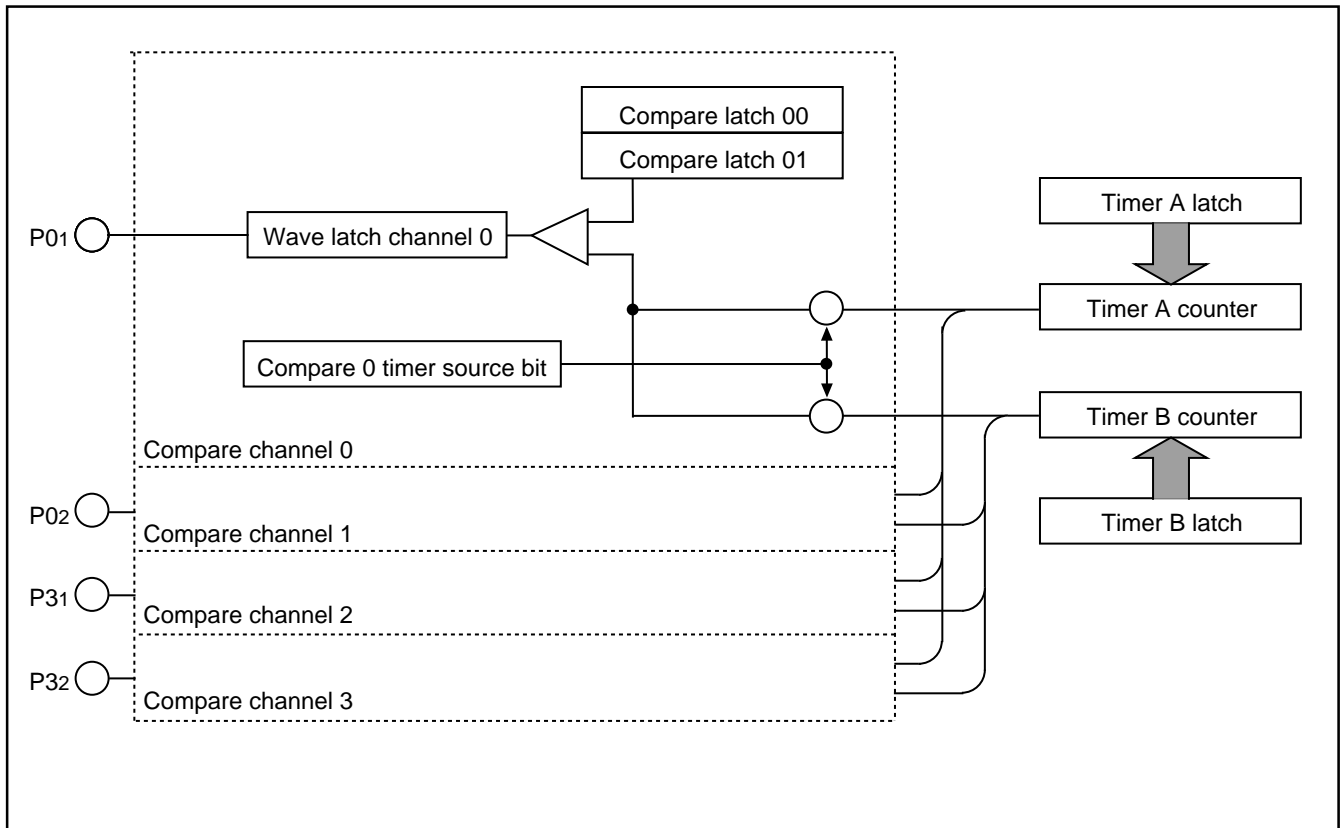 Compare latch 00
Compare latch 01
Timer A latch
P01
Wave latch channel 0
Timer A counter
Compare 0 timer source bit
Timer B counter
Compare channel 0
P02
Timer B latch
Compare channel 1
P31
Compare channel 2
P32
Compare channel 3